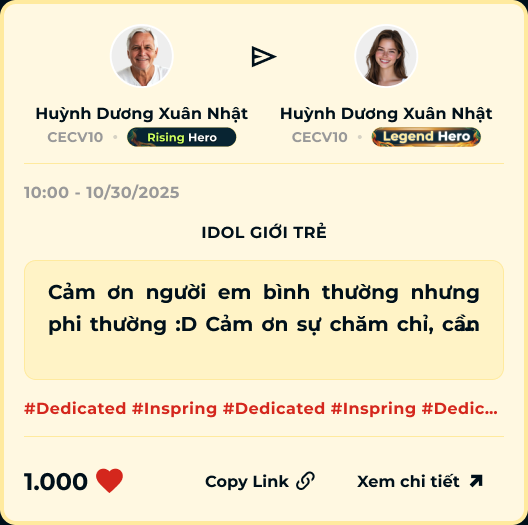 Huỳnh Dương Xuân Nhật
CECV10 • Rising Hero
Huỳnh Dương Xuân Nhật
CECV10 • Legend Hero
10:00 - 10/30/2025
IDOL GIỚI TRẺ
Cảm ơn người em bình thường nhưng
phi thường :D Cảm ơn sự chăm chỉ, cần
#Dedicated #Inspring #Dedicated #Inspring #Dedic...
1.000
Copy Link
Xem chi tiết